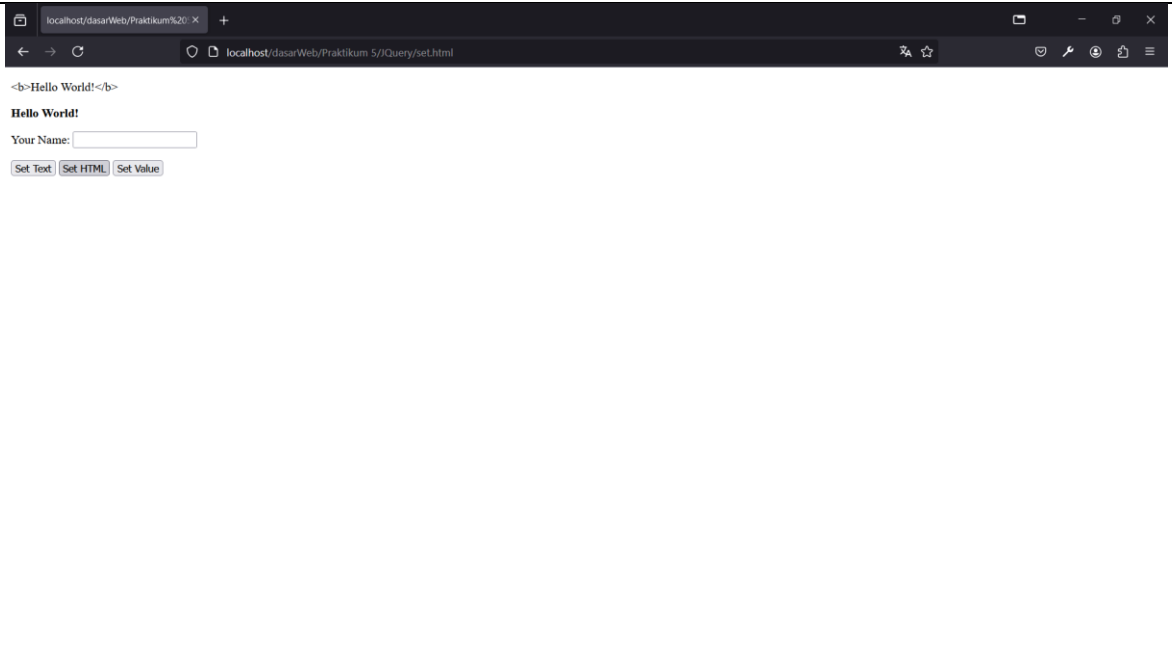 localhost/dasarWeb/Praktikum%20
localhost/dasarWeb/Praktikum 5/JQuery/set.html
<b>Hello World!</b>
Hello World!
Your Name:
Set Text Set HTML Set Value